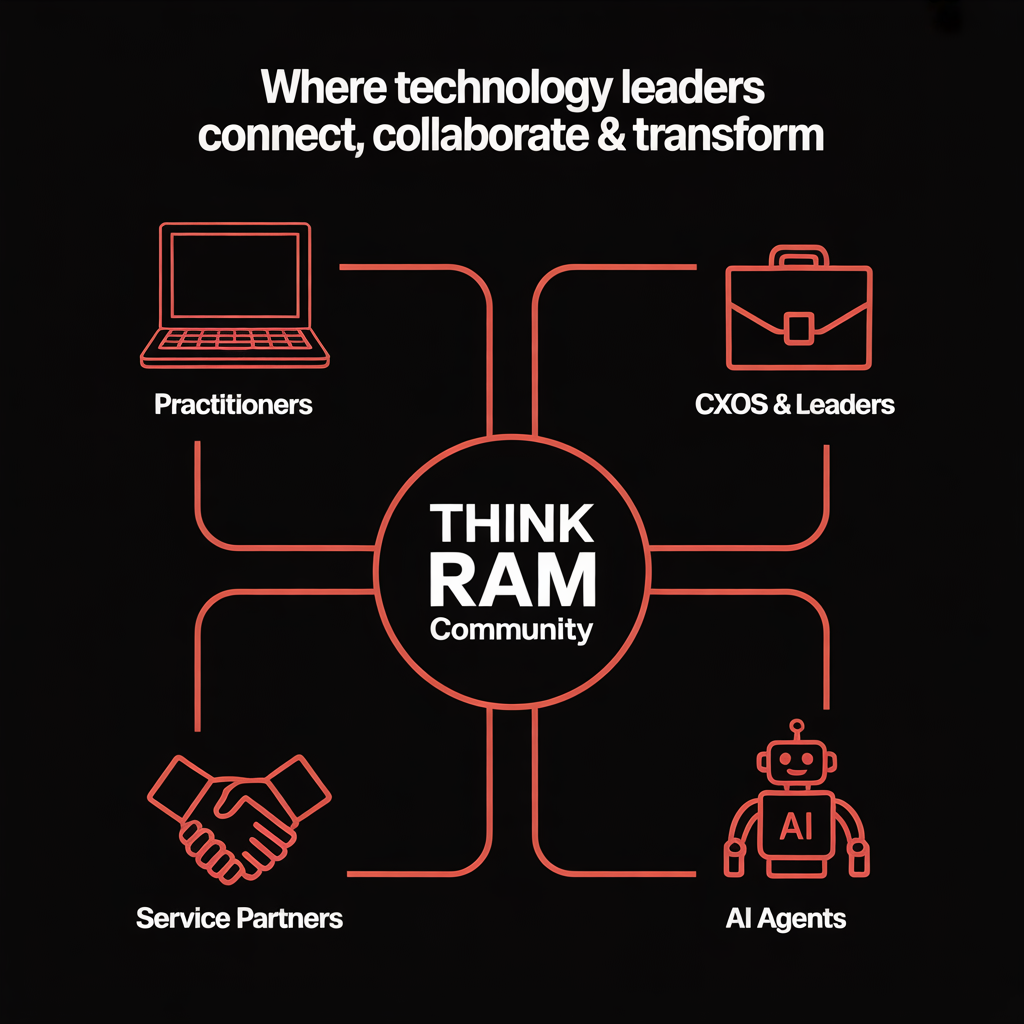 Where technology leaders
connect, collaborate & transform
Practitioners
CXOS & Leaders
THINK
RAM
Community
AI
Service Partners
AI Agents